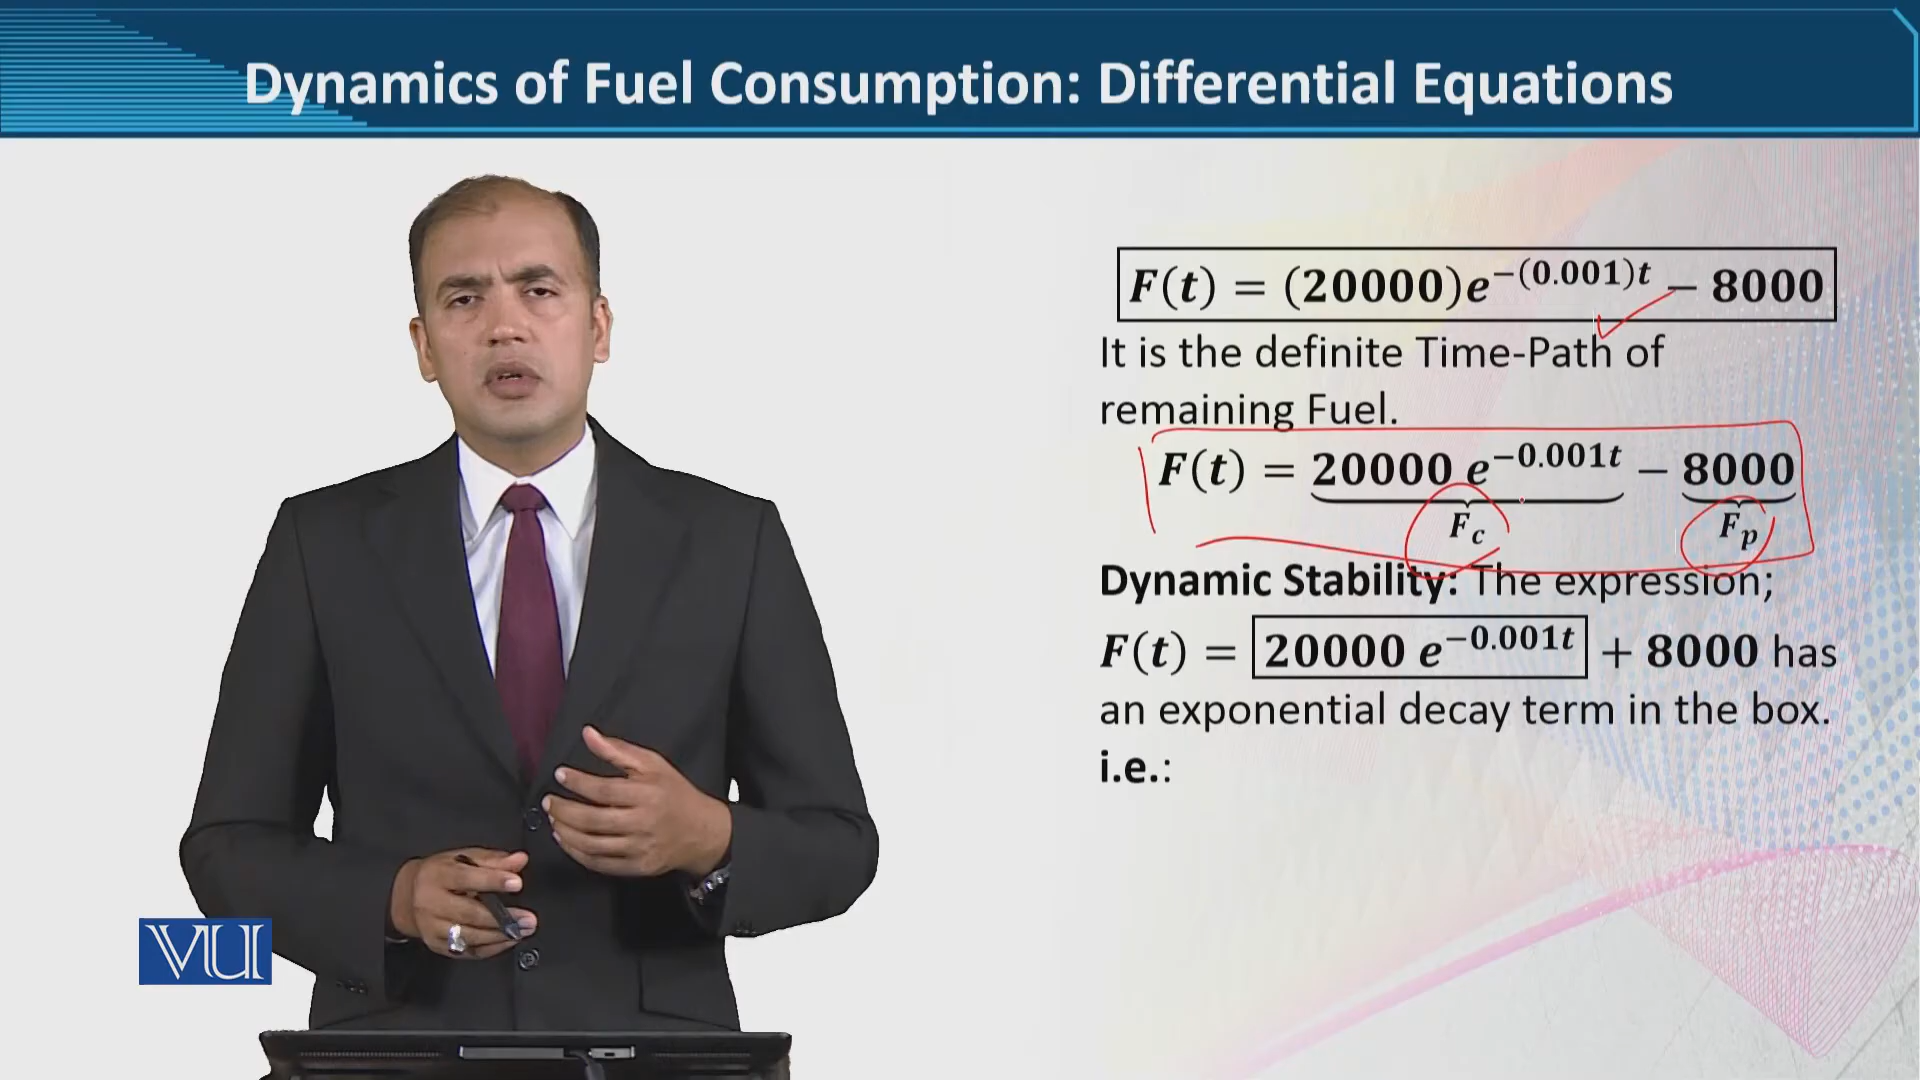 Dynamics of Fuel Consumption: Differential Equations
F(t) = (20000)e^−(0.001)t − 8000
It is the definite Time-Path of
remaining Fuel.
F(t) = 20000 e^−0.001t − 8000
F_c F_p
Dynamic Stability: The expression;
F(t) = 20000 e^−0.001t + 8000 has
an exponential decay term in the box.
i.e.:
VU